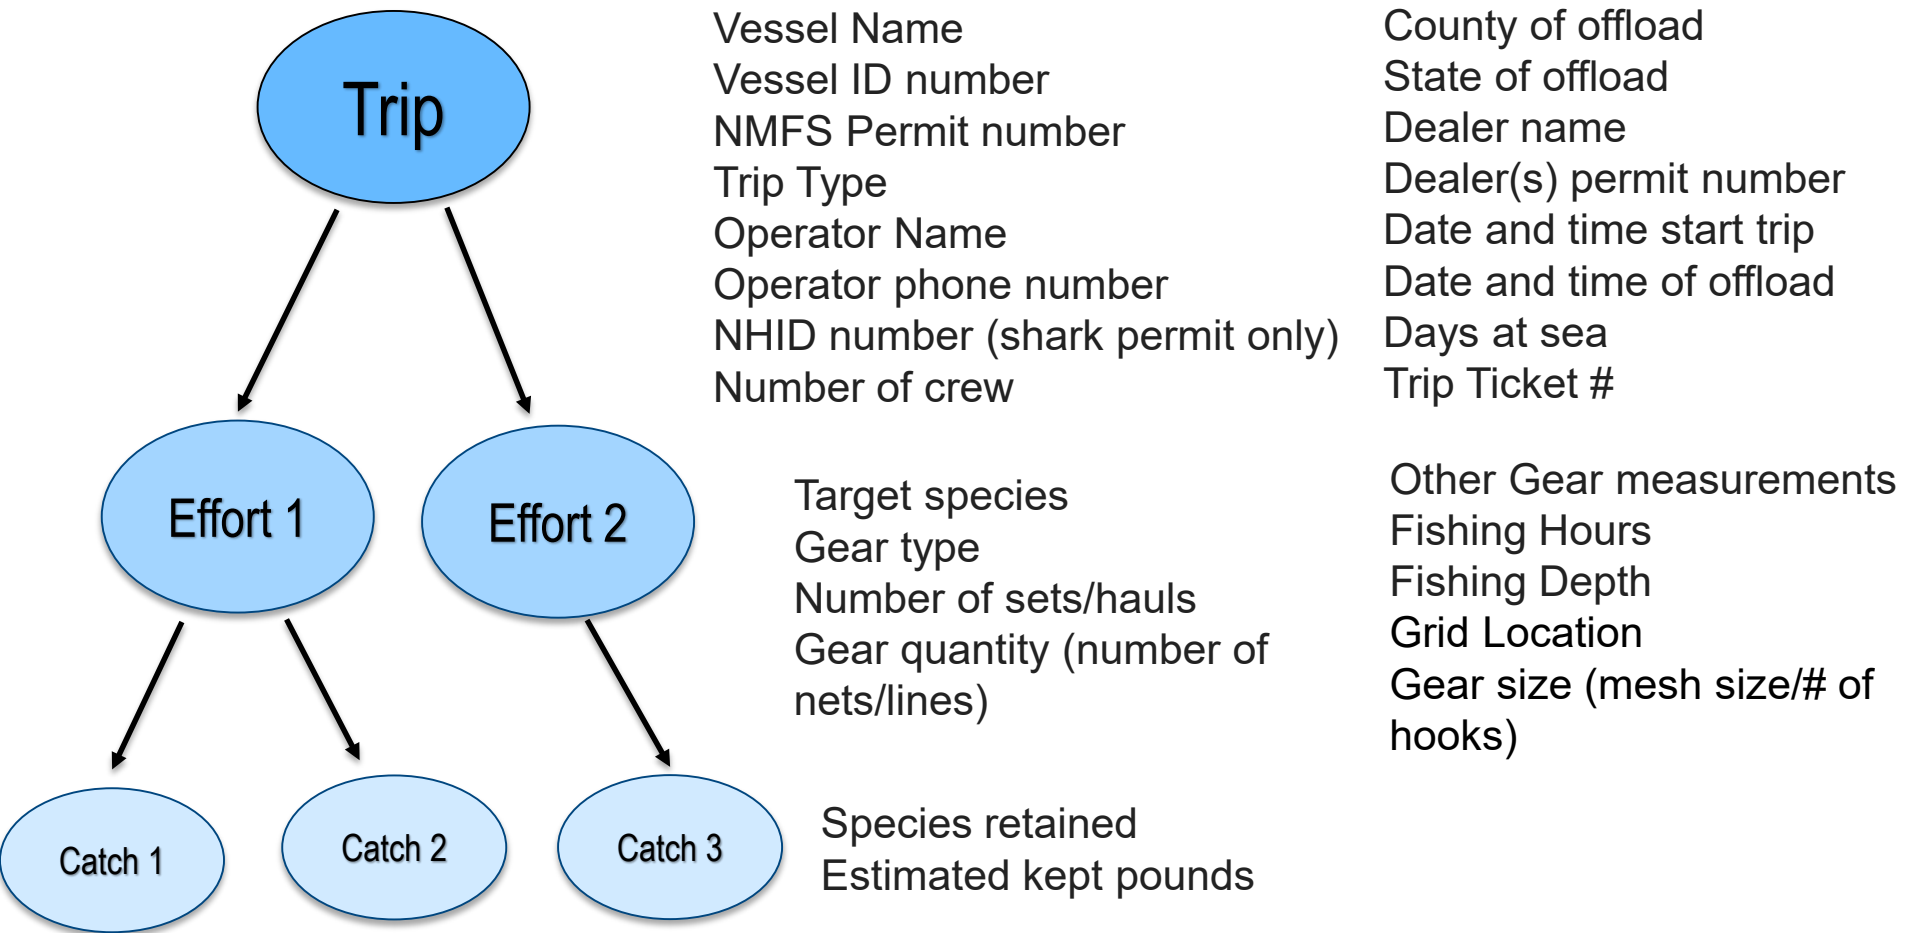 Trip
Vessel Name
Vessel ID number
NMFS Permit number
Trip Type
Operator Name
Operator phone number
NHID number (shark permit only)
Number of crew
County of offload
State of offload
Dealer name
Dealer(s) permit number
Date and time start trip
Date and time of offload
Days at sea
Trip Ticket #
Effort 1
Effort 2
Target species
Gear type
Number of sets/hauls
Gear quantity (number of
nets/lines)
Other Gear measurements
Fishing Hours
Fishing Depth
Grid Location
Gear size (mesh size/# of
hooks)
Catch 1
Catch 2
Catch 3
Species retained
Estimated kept pounds